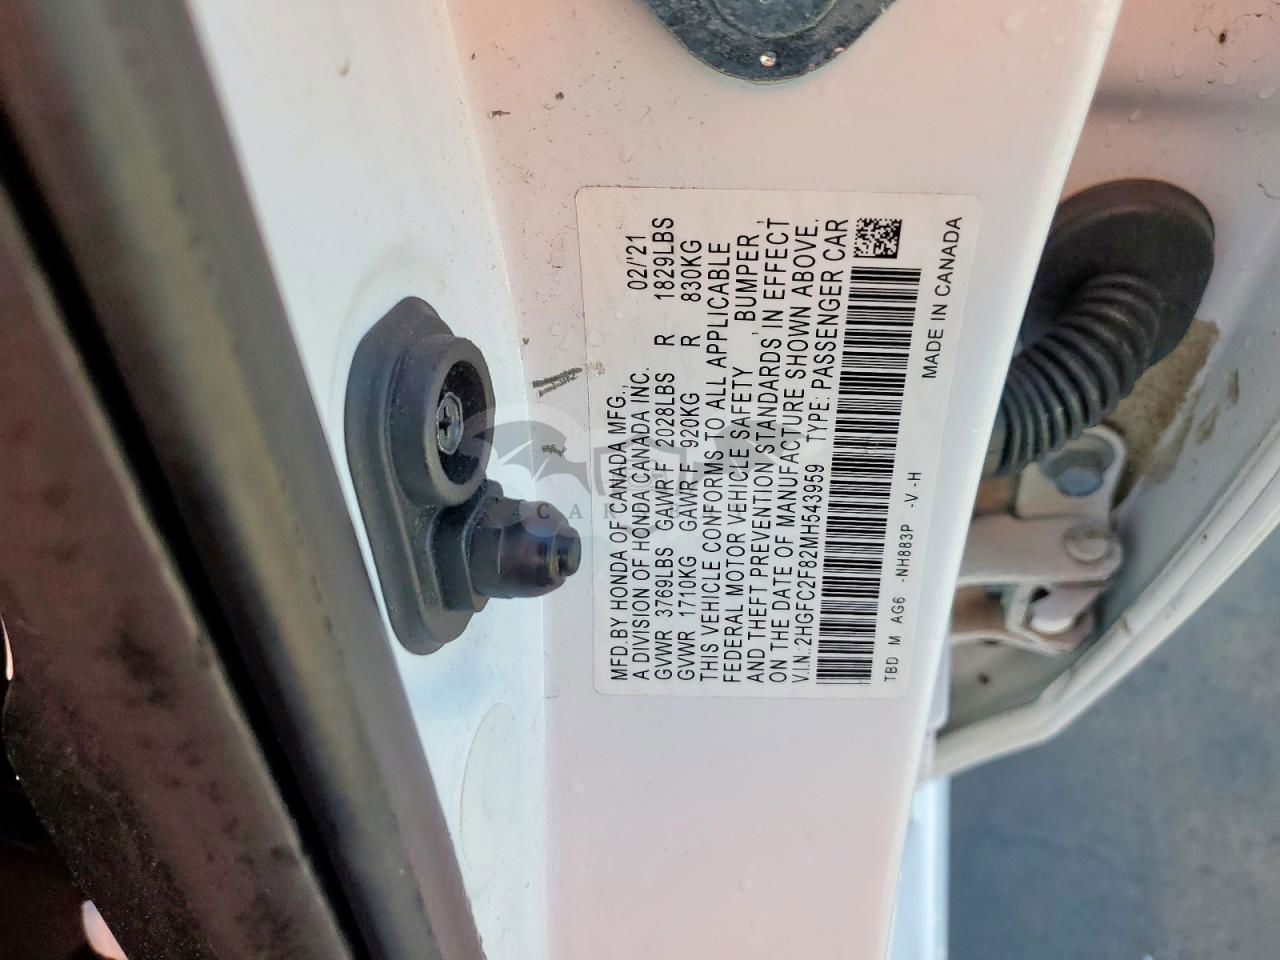 MFD.BY HONDA OF CANADA MFG., 02/'21
A DIVISION OF HONDA CANADA INC.
GVWR 3769LBS GAWR F 2028LBS R 1829LBS
GVWR 1710KG GAWR F 920KG R 830KG
THIS VEHICLE CONFORMS TO ALL APPLICABLE
FEDERAL MOTOR VEHICLE SAFETY , BUMPER ,
AND THEFT PREVENTION STANDARDS IN EFFECT
ON THE DATE OF MANUFACTURE SHOWN ABOVE.
V.I.N.:2HGFC2F82MH543959 TYPE: PASSENGER CAR
TBD M AG6 -NH883P -V -H
MADE IN CANADA